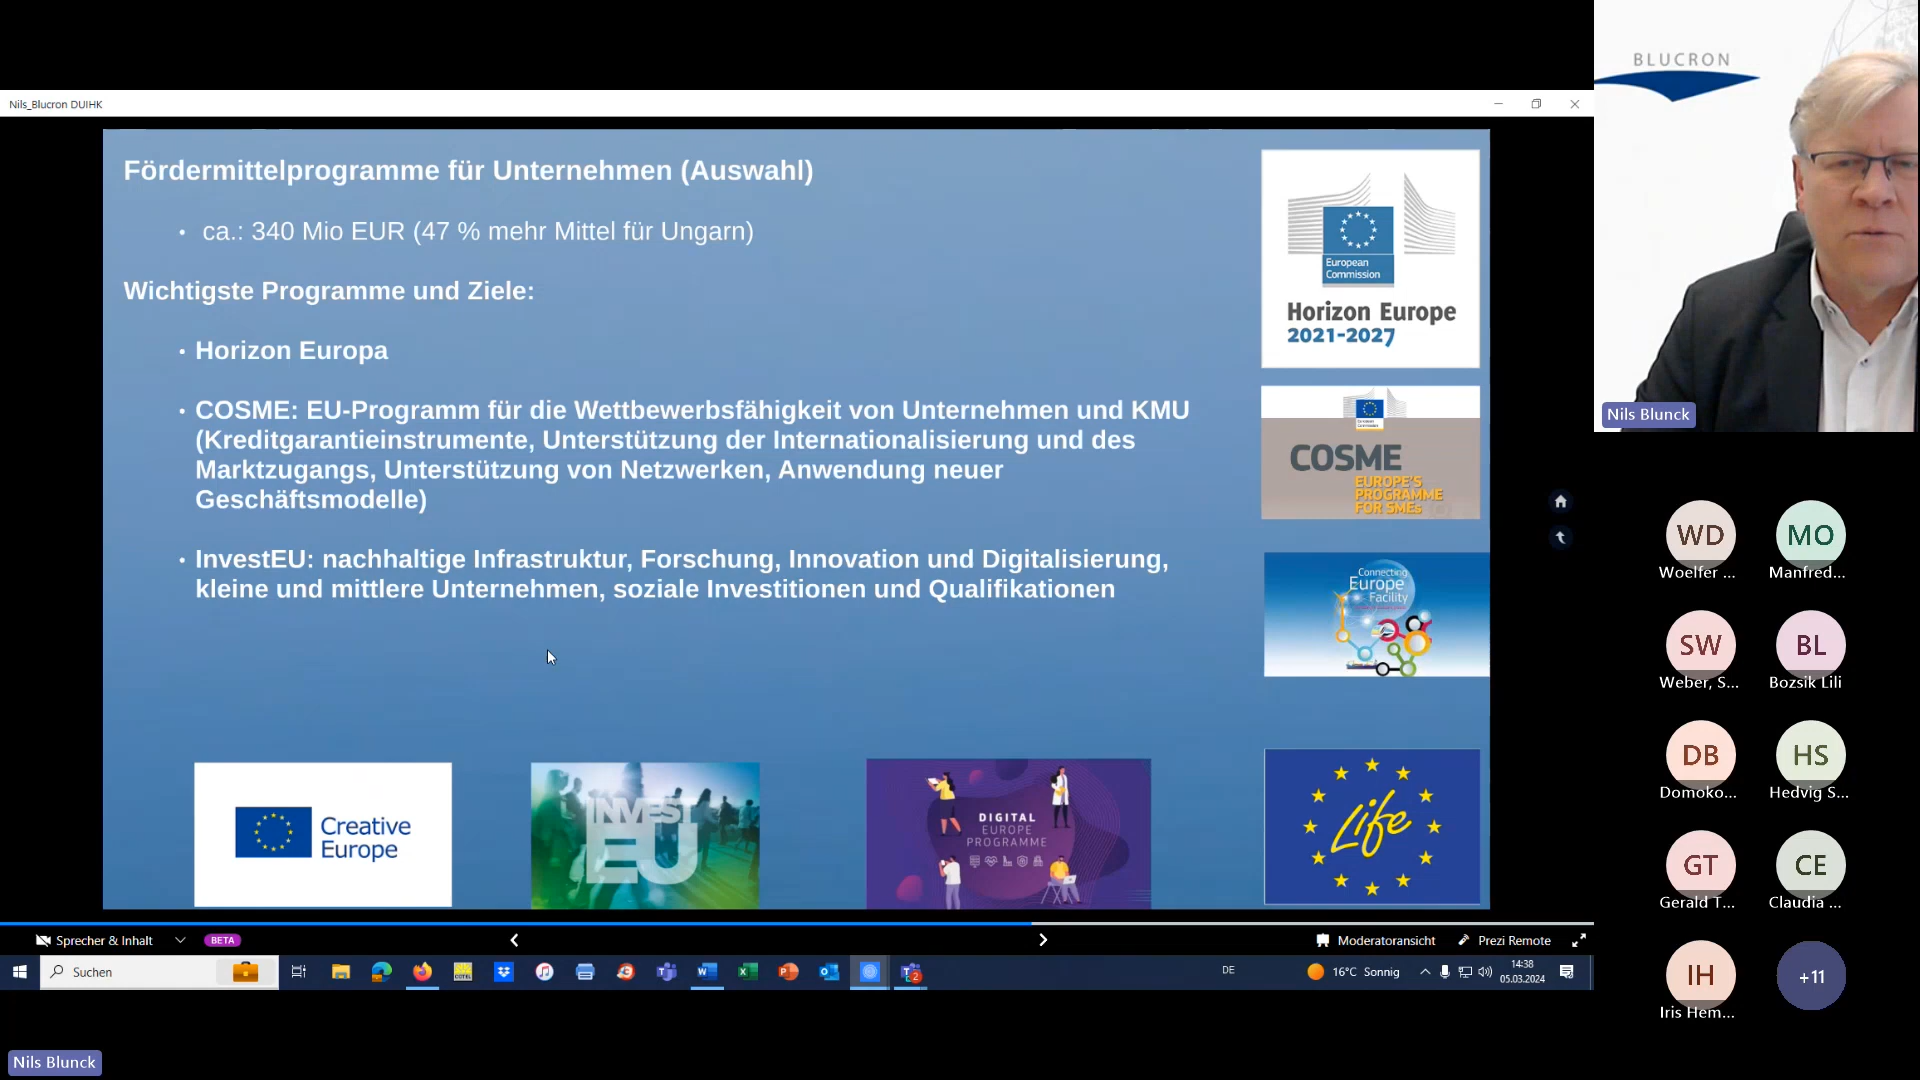 BLUCRON
Nils_Blucron DUIHK
Fördermittelprogramme für Unternehmen (Auswahl)
• ca.: 340 Mio EUR (47 % mehr Mittel für Ungarn)
Wichtigste Programme und Ziele:
• Horizon Europa
• COSME: EU-Programm für die Wettbewerbsfähigkeit von Unternehmen und KMU
(Kreditgarantieinstrumente, Unterstützung der Internationalisierung und des
Marktzugangs, Unterstützung von Netzwerken, Anwendung neuer
Geschäftsmodelle)
• InvestEU: nachhaltige Infrastruktur, Forschung, Innovation und Digitalisierung,
kleine und mittlere Unternehmen, soziale Investitionen und Qualifikationen
European
Commission
Horizon Europe
2021-2027
COSME
EUROPE'S
PROGRAMME
FOR SMEs
Connecting
Europe
Facility
Creative
Europe
INVEST
EU
DIGITAL
EUROPE
PROGRAMME
Life
Nils Blunck
WD
Woelfer ...
MO
Manfred...
SW
Weber, S...
BL
Bozsik Lili
DB
Domoko...
HS
Hedvig S...
GT
Gerald T...
CE
Claudia ...
IH
Iris Hem...
+11
Sprecher & Inhalt
BETA
Moderatoransicht
Prezi Remote
Suchen
DE
16°C Sonnig
14:38
05.03.2024
Nils Blunck